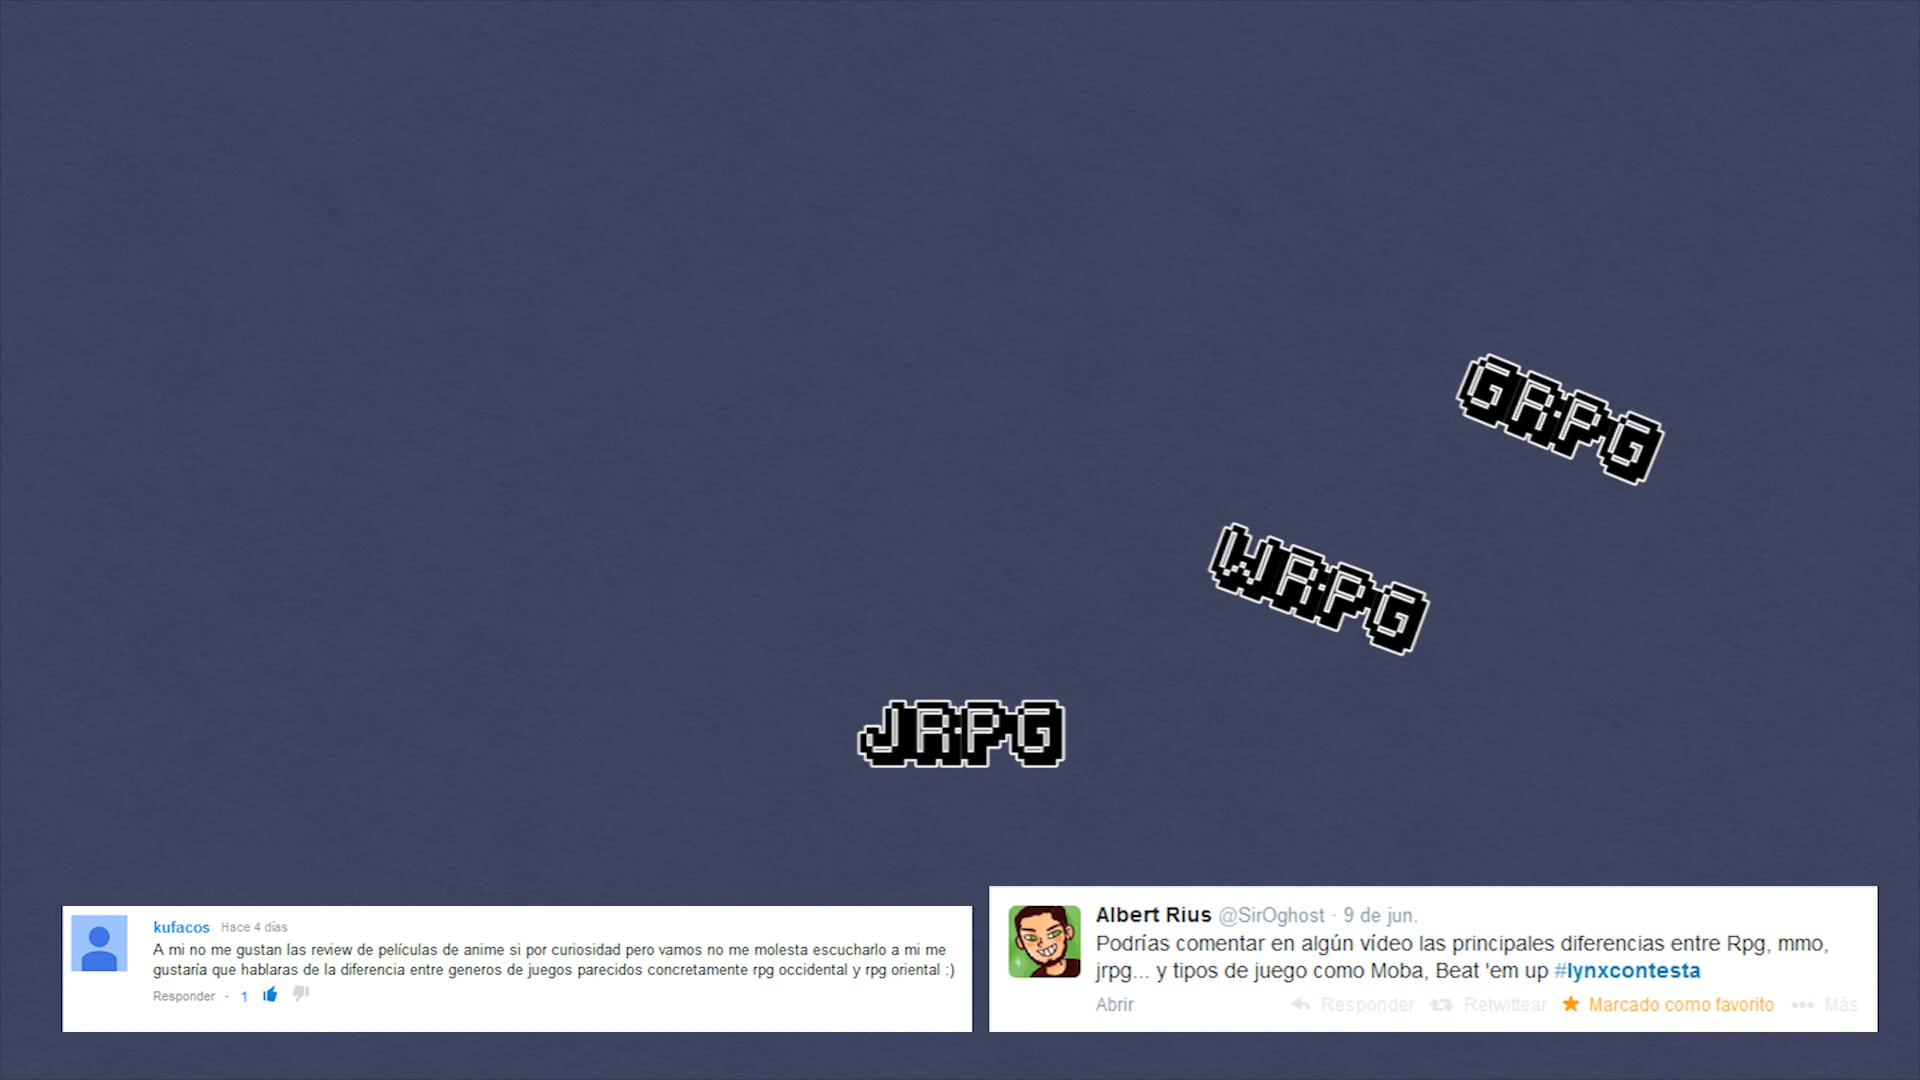 GRPG
WRPG
JRPG
kufacos Hace 4 días
A mi no me gustan las review de películas de anime si por curiosidad pero vamos no me molesta escucharlo a mi me
gustaría que hablaras de la diferencia entre generos de juegos parecidos concretamente rpg occidental y rpg oriental :)
Responder · 1
Albert Rius @SirOghost · 9 de jun.
Podrías comentar en algún vídeo las principales diferencias entre Rpg, mmo,
jrpg... y tipos de juego como Moba, Beat 'em up #lynxcontesta
Abrir Responder Retwittear Marcado como favorito ••• Más